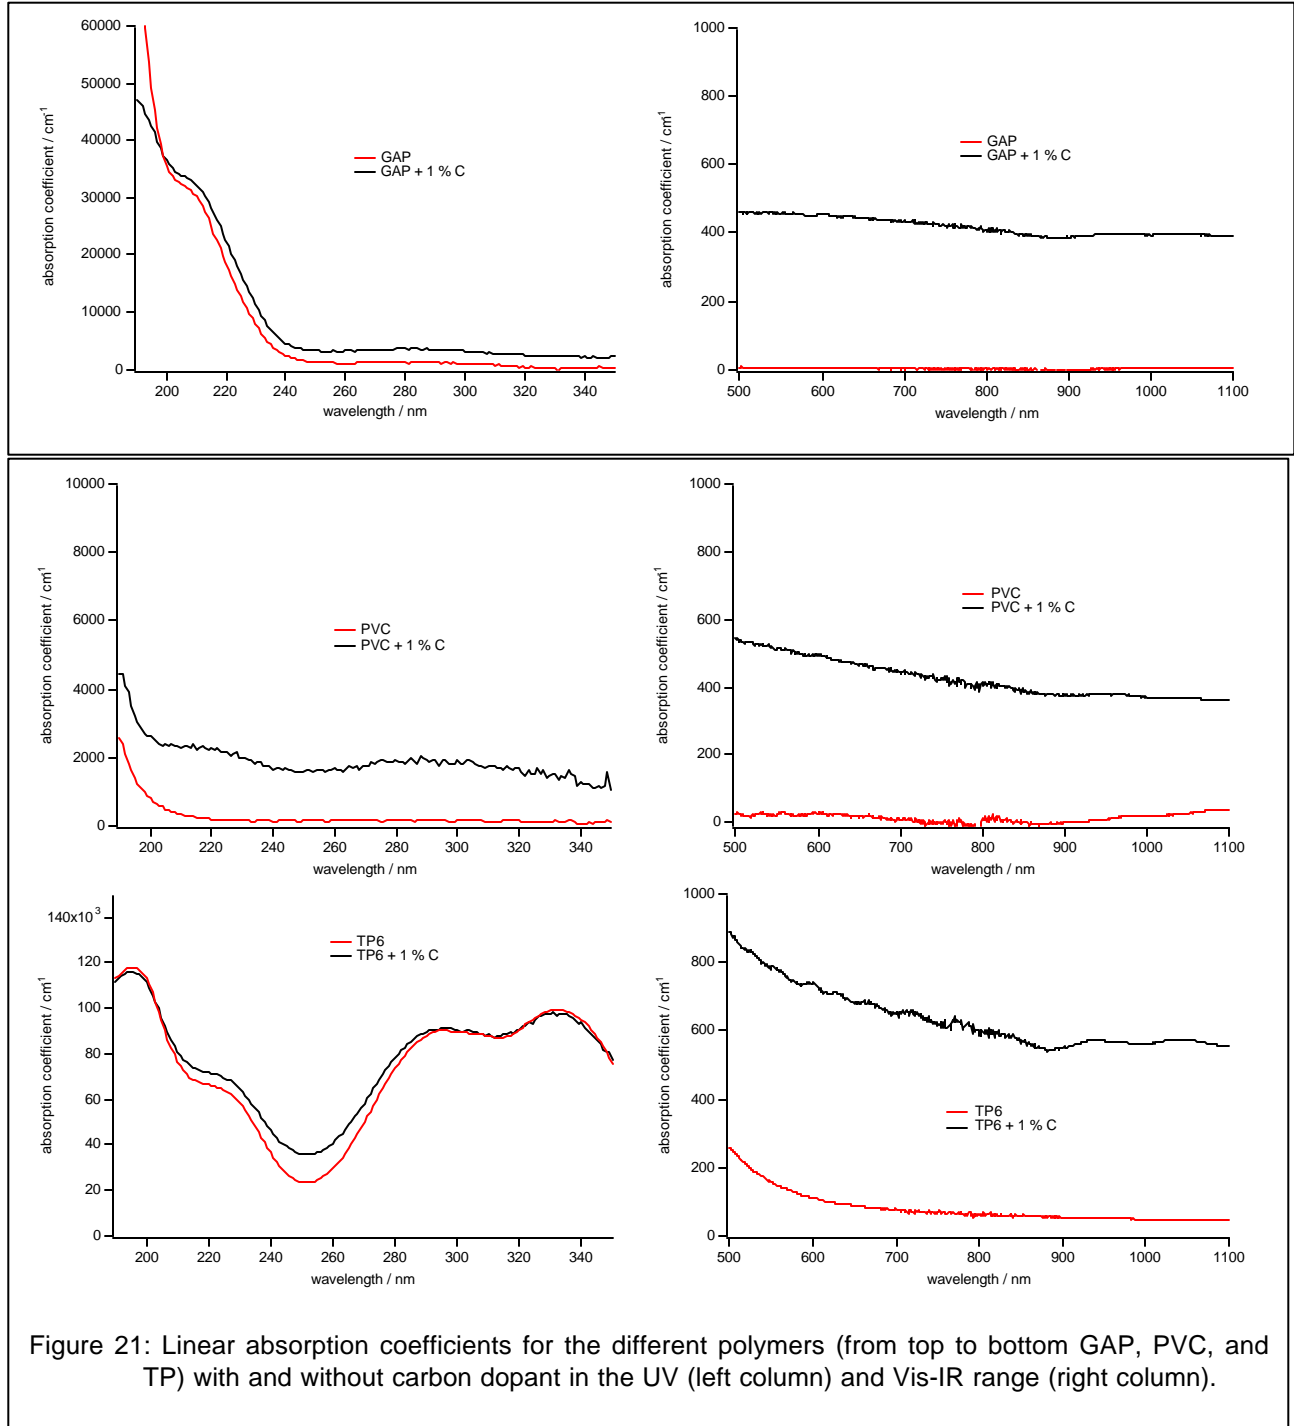 60000
50000
40000
30000
20000
10000
0
absorption coefficient / cm-1
GAP
GAP + 1 % C
200 220 240 260 280 300 320 340
wavelength / nm
1000
800
600
400
200
0
absorption coefficient / cm-1
GAP
GAP + 1 % C
500 600 700 800 900 1000 1100
wavelength / nm
10000
8000
6000
4000
2000
0
absorption coefficient / cm-1
PVC
PVC + 1 % C
200 220 240 260 280 300 320 340
wavelength / nm
1000
800
600
400
200
0
absorption coefficient / cm-1
PVC
PVC + 1 % C
500 600 700 800 900 1000 1100
wavelength / nm
140x10³
120
100
80
60
40
20
0
absorption coefficient / cm-1
TP6
TP6 + 1 % C
200 220 240 260 280 300 320 340
wavelength / nm
1000
800
600
400
200
0
absorption coefficient / cm-1
TP6
TP6 + 1 % C
500 600 700 800 900 1000 1100
wavelength / nm
Figure 21: Linear absorption coefficients for the different polymers (from top to bottom GAP, PVC, and
TP) with and without carbon dopant in the UV (left column) and Vis-IR range (right column).